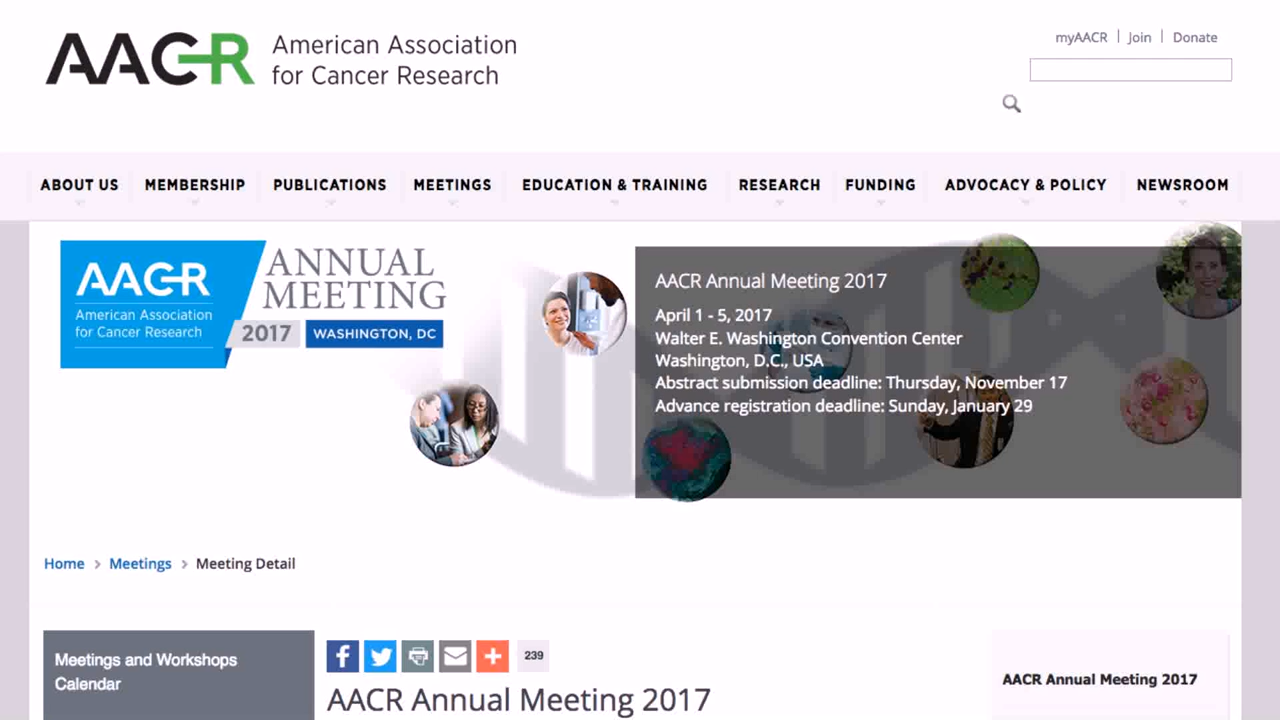 AACR
American Association
for Cancer Research
myAACR
Join
Donate
ABOUT US
MEMBERSHIP
PUBLICATIONS
MEETINGS
EDUCATION & TRAINING
RESEARCH
FUNDING
ADVOCACY & POLICY
NEWSROOM
AACR
American Association
for Cancer Research
ANNUAL
MEETING
2017
WASHINGTON, DC
AACR Annual Meeting 2017
April 1 - 5, 2017
Walter E. Washington Convention Center
Washington, D.C., USA
Abstract submission deadline: Thursday, November 17
Advance registration deadline: Sunday, January 29
Home > Meetings > Meeting Detail
Meetings and Workshops
Calendar
239
AACR Annual Meeting 2017
AACR Annual Meeting 2017